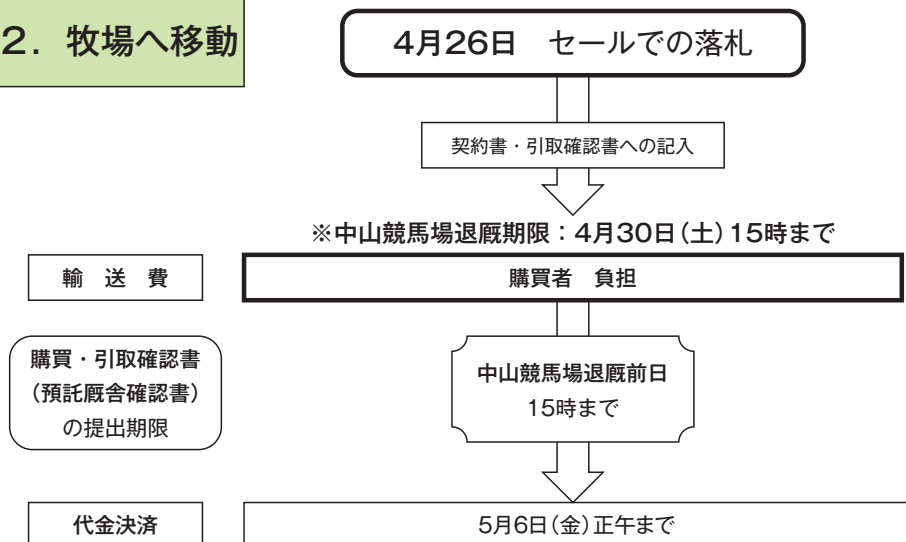 2．牧場へ移動
4月26日　セールでの落札
契約書・引取確認書への記入
※中山競馬場退厩期限：4月30日（土）15時まで
輸　送　費
購買者　負担
購買・引取確認書
（預託厩舎確認書）
の提出期限
中山競馬場退厩前日
15時まで
代金決済
5月6日（金）正午まで